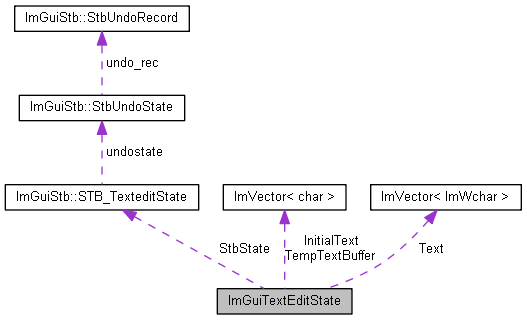 ImGuiStb::StbUndoRecord
undo_rec
ImGuiStb::StbUndoState
undostate
ImGuiStb::STB_TexteditState
ImVector< char >
ImVector< ImWchar >
StbState
InitialText
TempTextBuffer
Text
ImGuiTextEditState